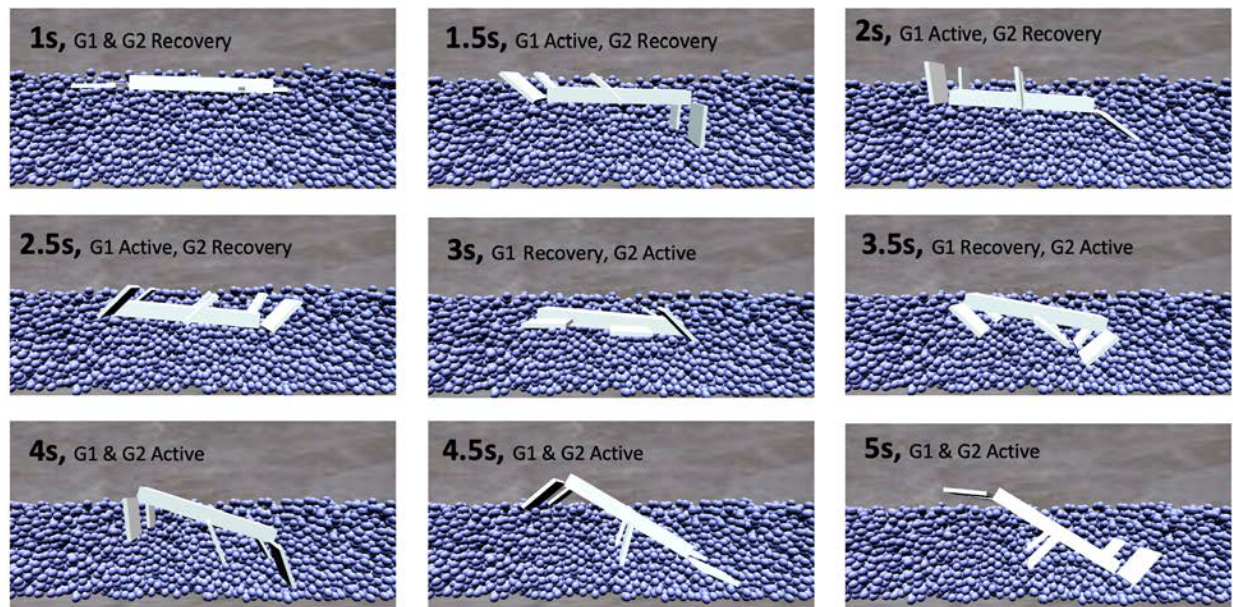 1s, G1 & G2 Recovery
1.5s, G1 Active, G2 Recovery
2s, G1 Active, G2 Recovery
2.5s, G1 Active, G2 Recovery
3s, G1 Recovery, G2 Active
3.5s, G1 Recovery, G2 Active
4s, G1 & G2 Active
4.5s, G1 & G2 Active
5s, G1 & G2 Active